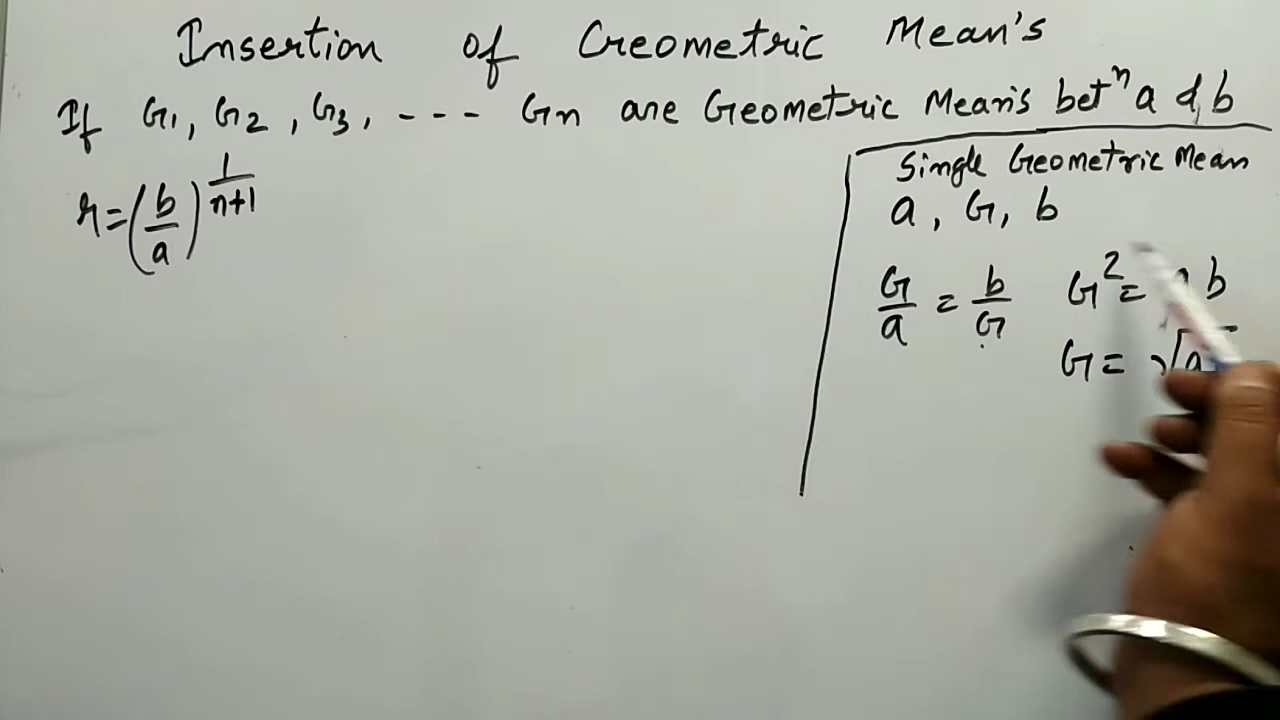 Insertion of Geometric Mean's
If G1, G2, G3, --- Gn are Geometric Mean's betⁿ a & b
r = (b/a)^(1/(n+1))
Single Geometric Mean
a, G, b
G/a = b/G
G² = b
G = √a